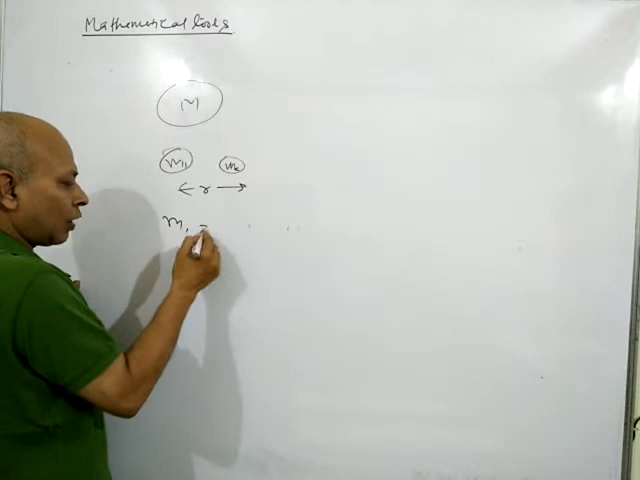 Mathematical tools
M
m1 m2
← r →
m1 =